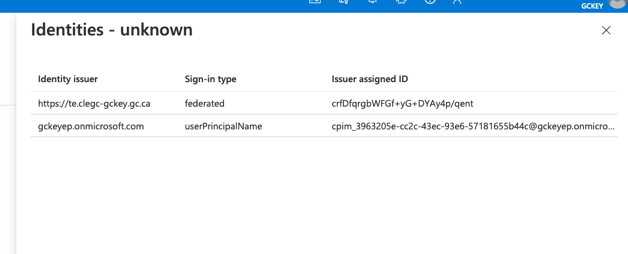 GCKEY
Identities - unknown
Identity issuer Sign-in type Issuer assigned ID
https://te.clegc-gckey.gc.ca federated crfDfqrgbWFGf+yG+DYAy4p/qent
gckeyep.onmicrosoft.com userPrincipalName cpim_3963205e-cc2c-43ec-93e6-57181655b44c@gckeyep.onmicro...